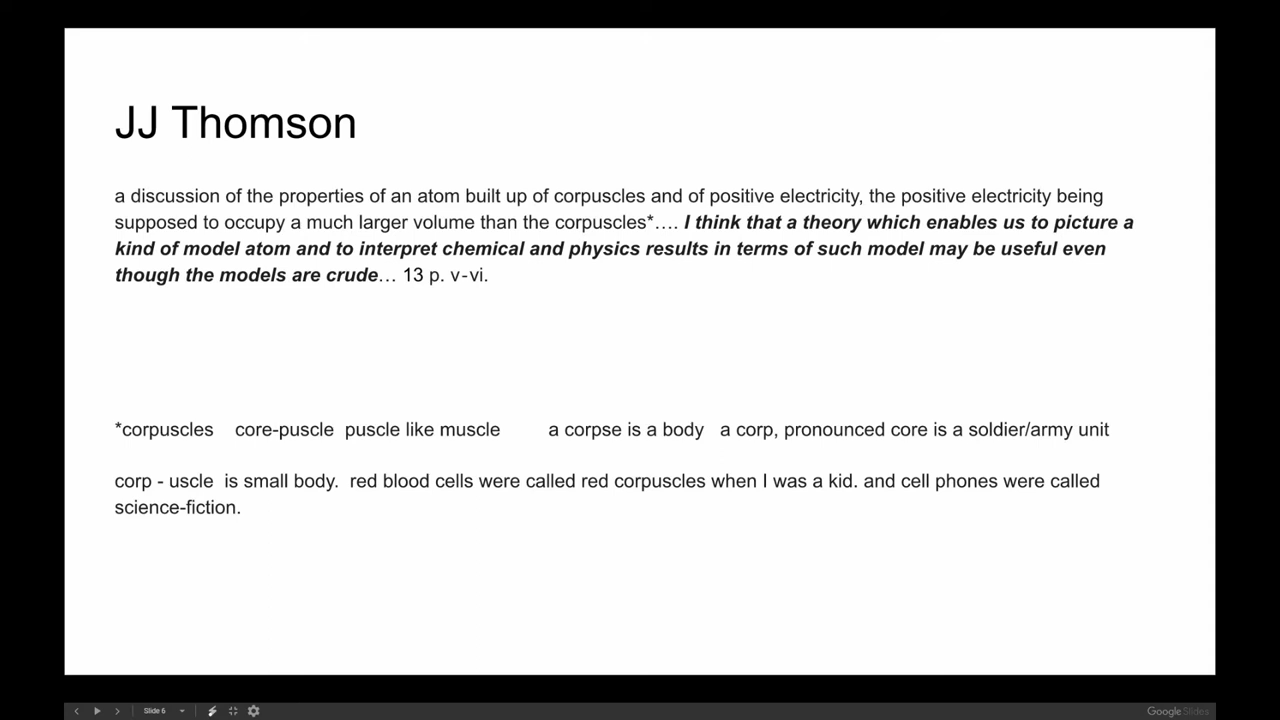 JJ Thomson
a discussion of the properties of an atom built up of corpuscles and of positive electricity, the positive electricity being
supposed to occupy a much larger volume than the corpuscles*…. I think that a theory which enables us to picture a
kind of model atom and to interpret chemical and physics results in terms of such model may be useful even
though the models are crude… 13 p. v-vi.
*corpuscles core-puscle puscle like muscle a corpse is a body a corp, pronounced core is a soldier/army unit
corp - uscle is small body. red blood cells were called red corpuscles when I was a kid. and cell phones were called
science-fiction.
Slide 6
Google Slides